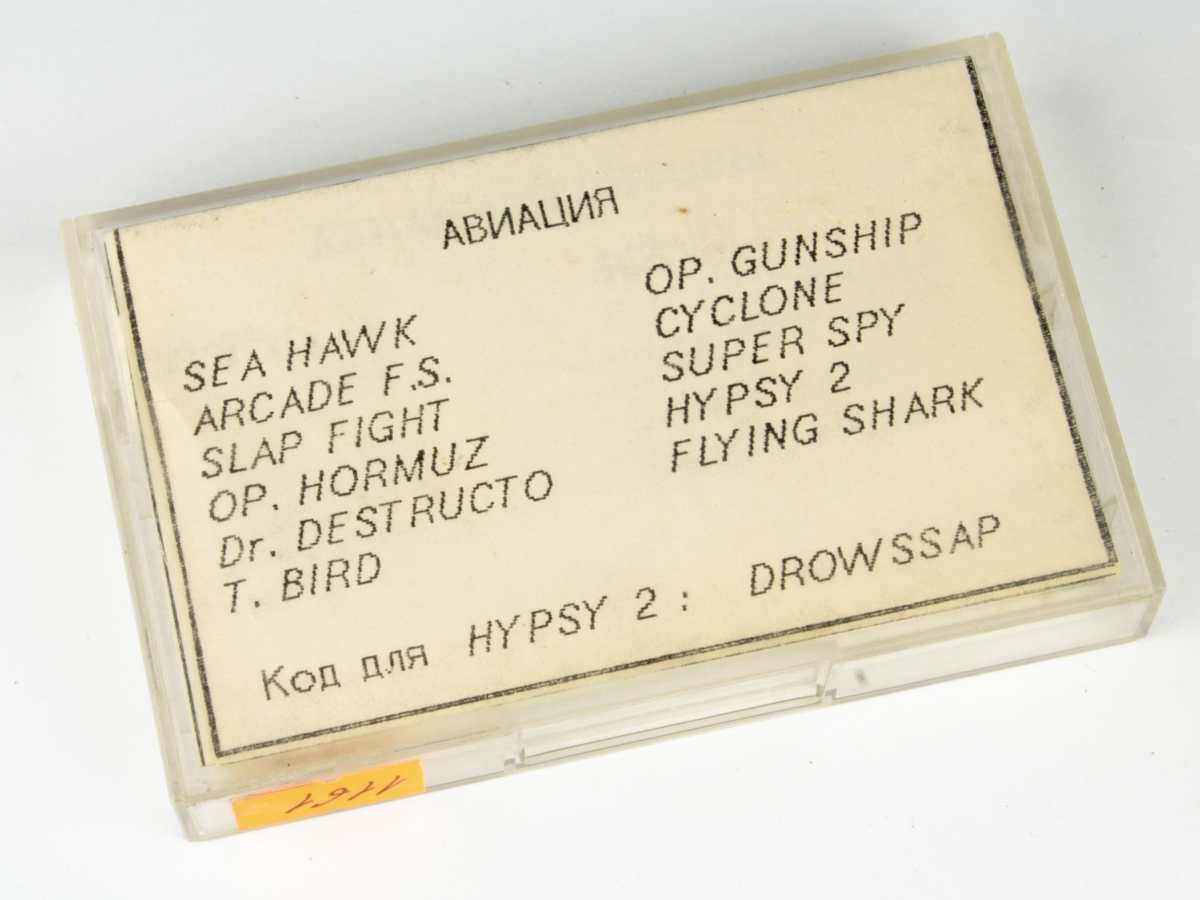 АВИАЦИЯ
SEA HAWK
ARCADE F.S.
SLAP FIGHT
OP. HORMUZ
Dr. DESTRUCTO
T. BIRD
OP. GUNSHIP
CYCLONE
SUPER SPY
HYPSY 2
FLYING SHARK
Код для HYPSY 2 : DROWSSAP
1161